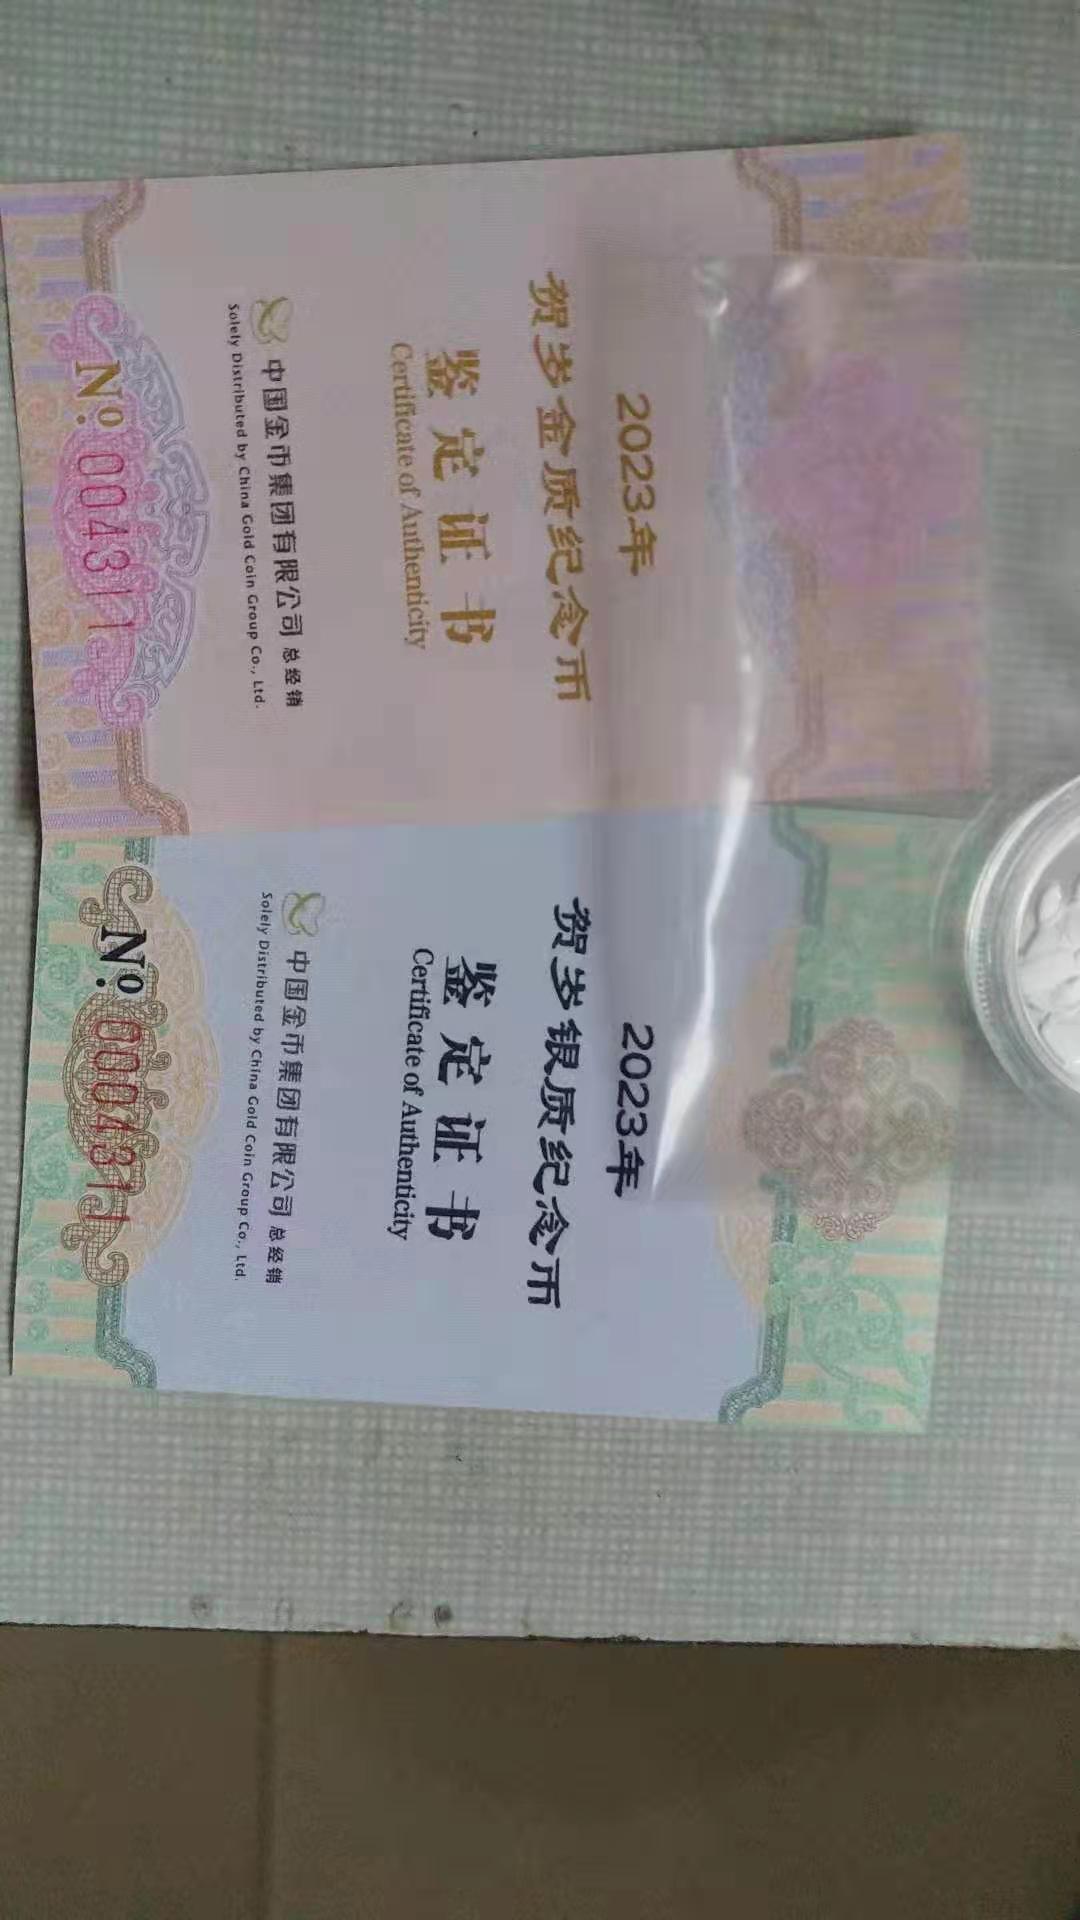 2023年
贺岁金质纪念币
鉴定证书
Certificate of Authenticity
中国金币集团有限公司 总经销
Solely Distributed by China Gold Coin Group Co., Ltd.
No. 004311
2023年
贺岁银质纪念币
鉴定证书
Certificate of Authenticity
中国金币集团有限公司 总经销
Solely Distributed by China Gold Coin Group Co., Ltd.
No. 0004311